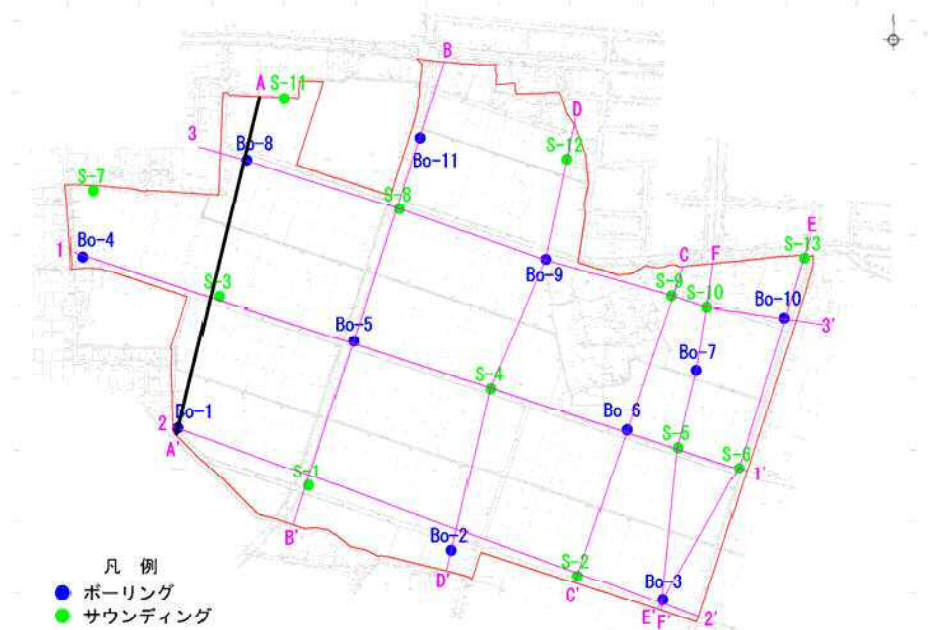 B
A
S-11
D
3
Bo-8
Bo-11
S-12
S-7
S-8
E
1
Bo-4
C
F
S-13
Bo-9
S-3
S-9
S-10
Bo-10
3'
Bo-5
Bo-7
S-4
2
Bo-1
Bo-6
A'
S-5
S-6
1'
S-1
B'
Bo-2
D'
S-2
C'
Bo-3
E'
F'
2'
凡 例
ボーリング
サウンディング